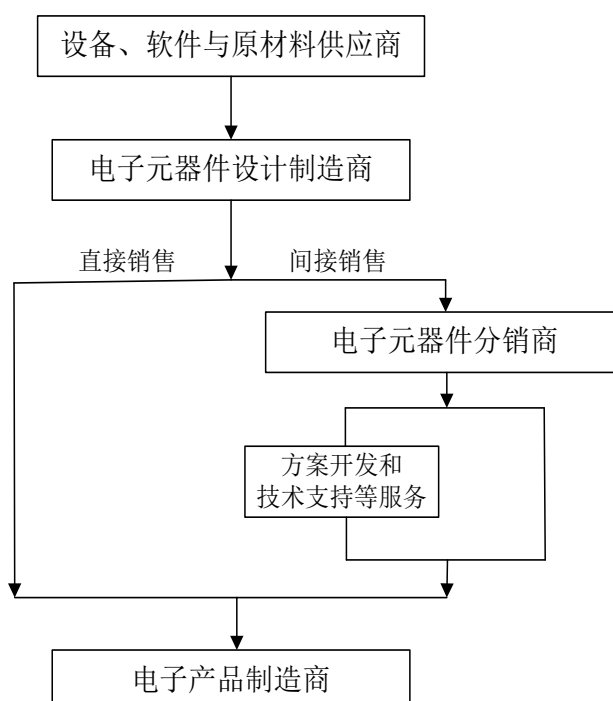 设备、软件与原材料供应商
电子元器件设计制造商
直接销售
间接销售
电子元器件分销商
方案开发和
技术支持等服务
电子产品制造商